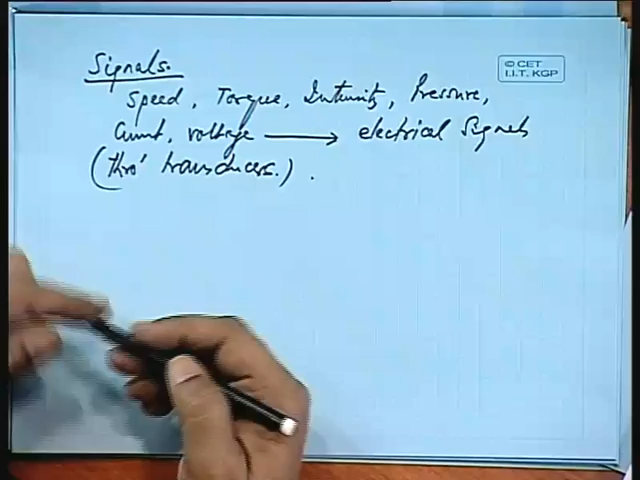 Signals.
© CET
I.I.T. KGP
Speed, Torque, Intensity, Pressure,
Current, voltage → electrical signals
(thro' transducers.).